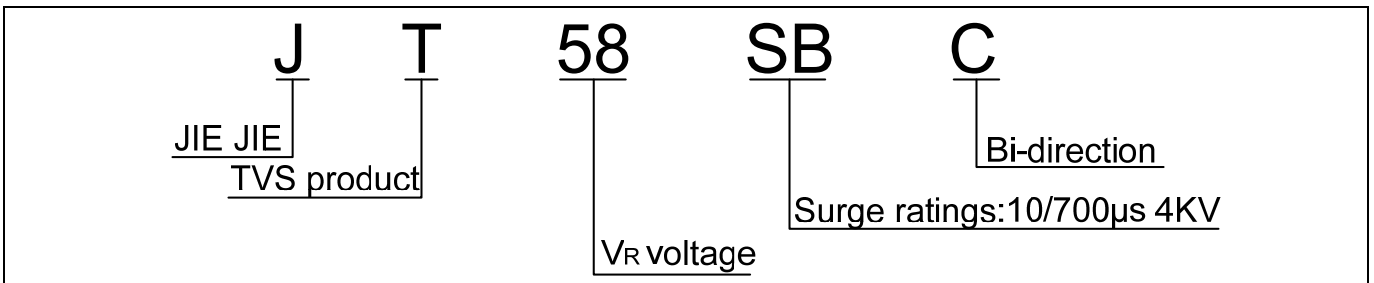 J T 58 SB C
JIE JIE
Bi-direction
TVS product
Surge ratings:10/700µs 4KV
VR voltage